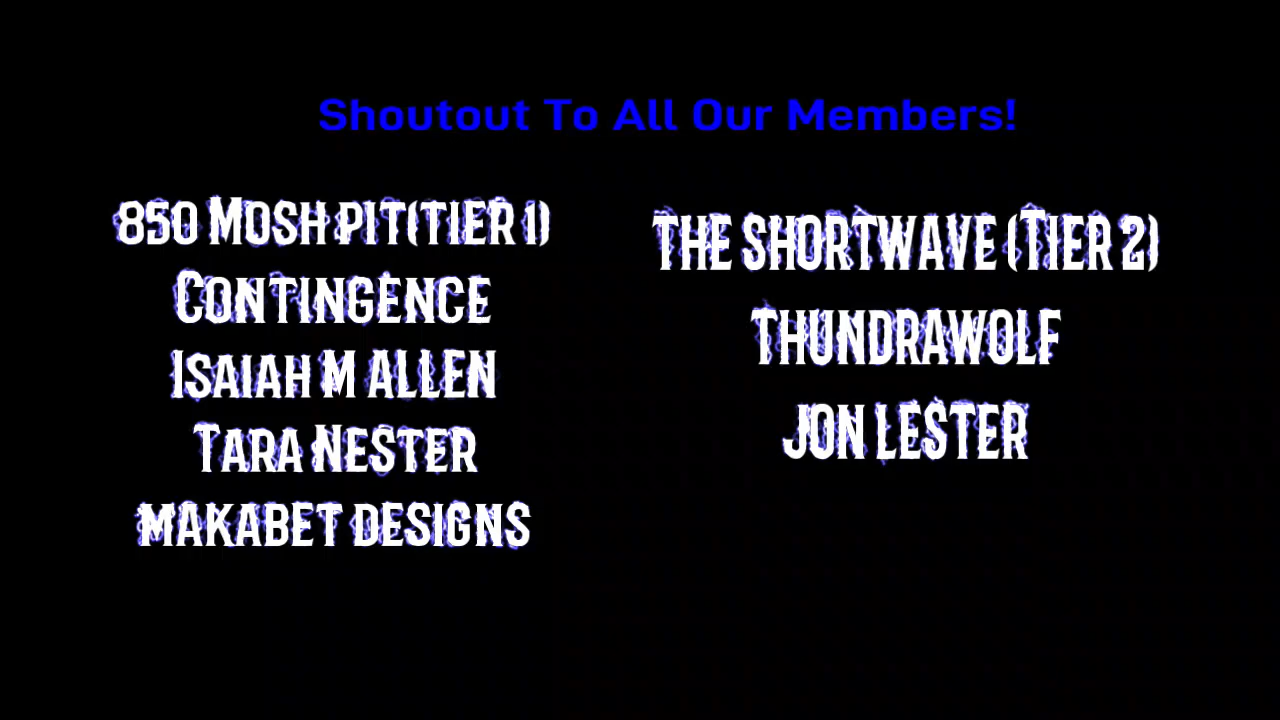 Shoutout To All Our Members!
850 Mosh pit(tier 1)
Contingence
Isaiah M ALLEN
Tara Nester
makabet designs
THE SHORTWAVE (Tier 2)
THUNDRAWOLF
JON LESTER